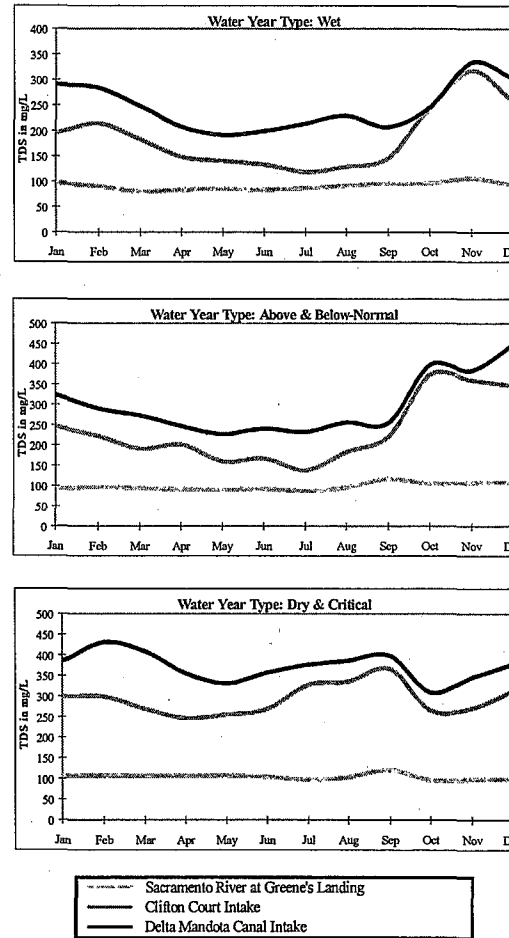 Water Year Type: Wet
TDS in mg/L
400
350
300
250
200
150
100
50
0
Jan Feb Mar Apr May Jun Jul Aug Sep Oct Nov D
Water Year Type: Above & Below-Normal
TDS in mg/L
500
450
400
350
300
250
200
150
100
50
0
Jan Feb Mar Apr May Jun Jul Aug Sep Oct Nov D
Water Year Type: Dry & Critical
TDS in mg/L
500
450
400
350
300
250
200
150
100
50
0
Jan Feb Mar Apr May Jun Jul Aug Sep Oct Nov D
Sacramento River at Greene's Landing
Clifton Court Intake
Delta Mandota Canal Intake